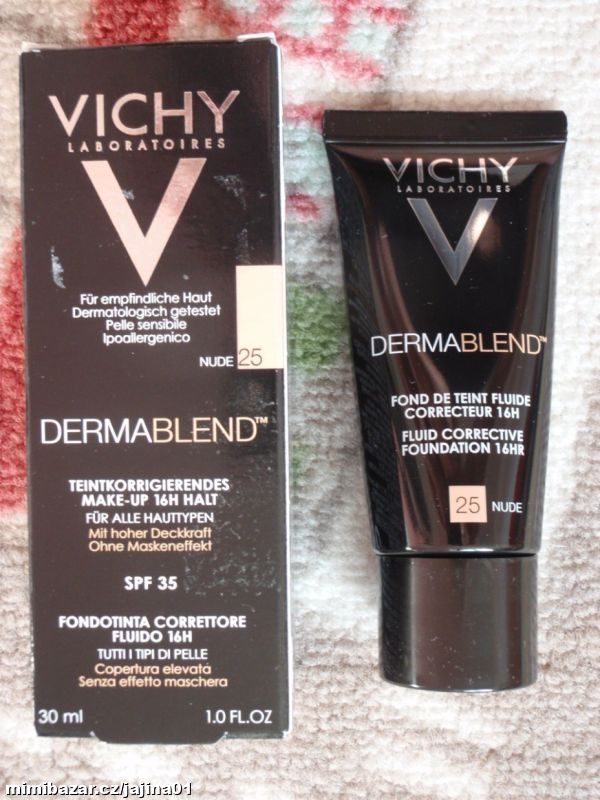 VICHY
LABORATOIRES
V
Für empfindliche Haut
Dermatologisch getestet
Pelle sensibile
Ipoallergenico
NUDE 25
DERMABLEND™
TEINTKORRIGIERENDES
MAKE-UP 16H HALT
FÜR ALLE HAUTTYPEN
Mit hoher Deckkraft
Ohne Maskeneffekt
SPF 35
FONDOTINTA CORRETTORE
FLUIDO 16H
TUTTI I TIPI DI PELLE
Copertura elevata
Senza effetto maschera
30 ml 1.0 FL.OZ
VICHY
LABORATOIRES
V
DERMABLEND™
FOND DE TEINT FLUIDE
CORRECTEUR 16H
FLUID CORRECTIVE
FOUNDATION 16HR
25 NUDE
mimibazar.cz/jajina01